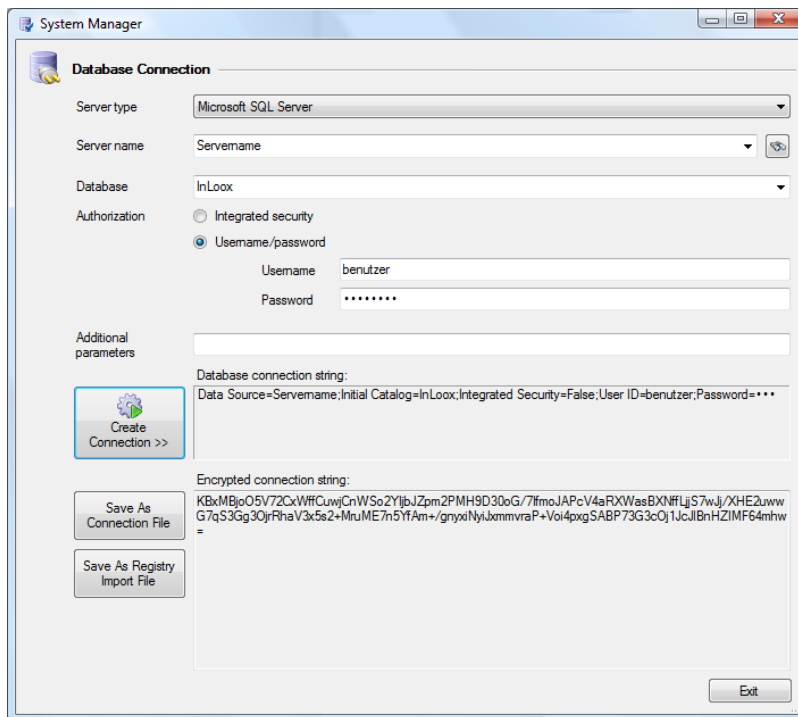 System Manager
Database Connection
Server type
Microsoft SQL Server
Server name
Servername
Database
InLoox
Authorization
Integrated security
Username/password
Username
benutzer
Password
••••••••
Additional
parameters
Database connection string:
Create
Connection >>
Data Source=Servername;Initial Catalog=InLoox;Integrated Security=False;User ID=benutzer;Password=•••
Encrypted connection string:
Save As
Connection File
Save As Registry
Import File
Exit